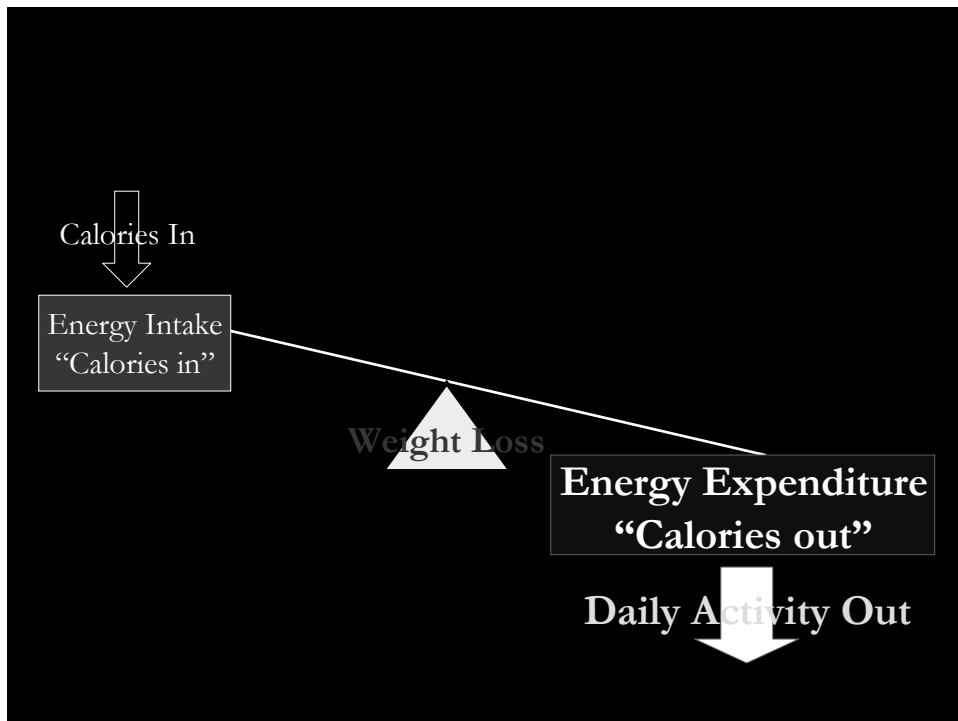 Calories In
Energy Intake
“Calories in”
Weight Loss
Energy Expenditure
“Calories out”
Daily Activity Out